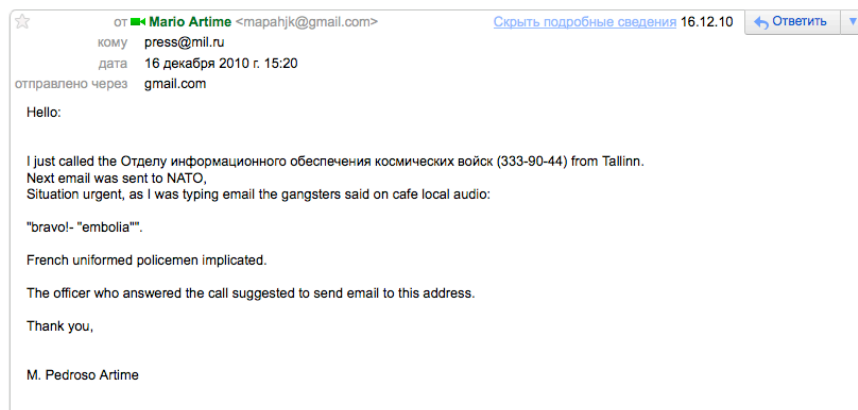 от Mario Artime <mapahjk@gmail.com> Скрыть подробные сведения 16.12.10 Ответить
кому press@mil.ru
дата 16 декабря 2010 г. 15:20
отправлено через gmail.com
Hello:
I just called the Отделу информационного обеспечения космических войск (333-90-44) from Tallinn.
Next email was sent to NATO,
Situation urgent, as I was typing email the gangsters said on cafe local audio:
"bravo!- "embolia"".
French uniformed policemen implicated.
The officer who answered the call suggested to send email to this address.
Thank you,
M. Pedroso Artime